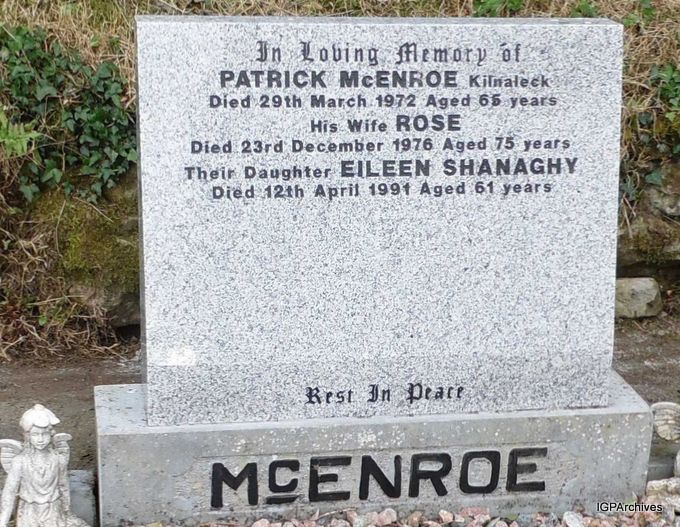 In Loving Memory of
PATRICK McENROE Kilnaleck
Died 29th March 1972 Aged 65 years
His Wife ROSE
Died 23rd December 1976 Aged 75 years
Their Daughter EILEEN SHANAGHY
Died 12th April 1991 Aged 61 years
Rest In Peace
McENROE
IGPArchives